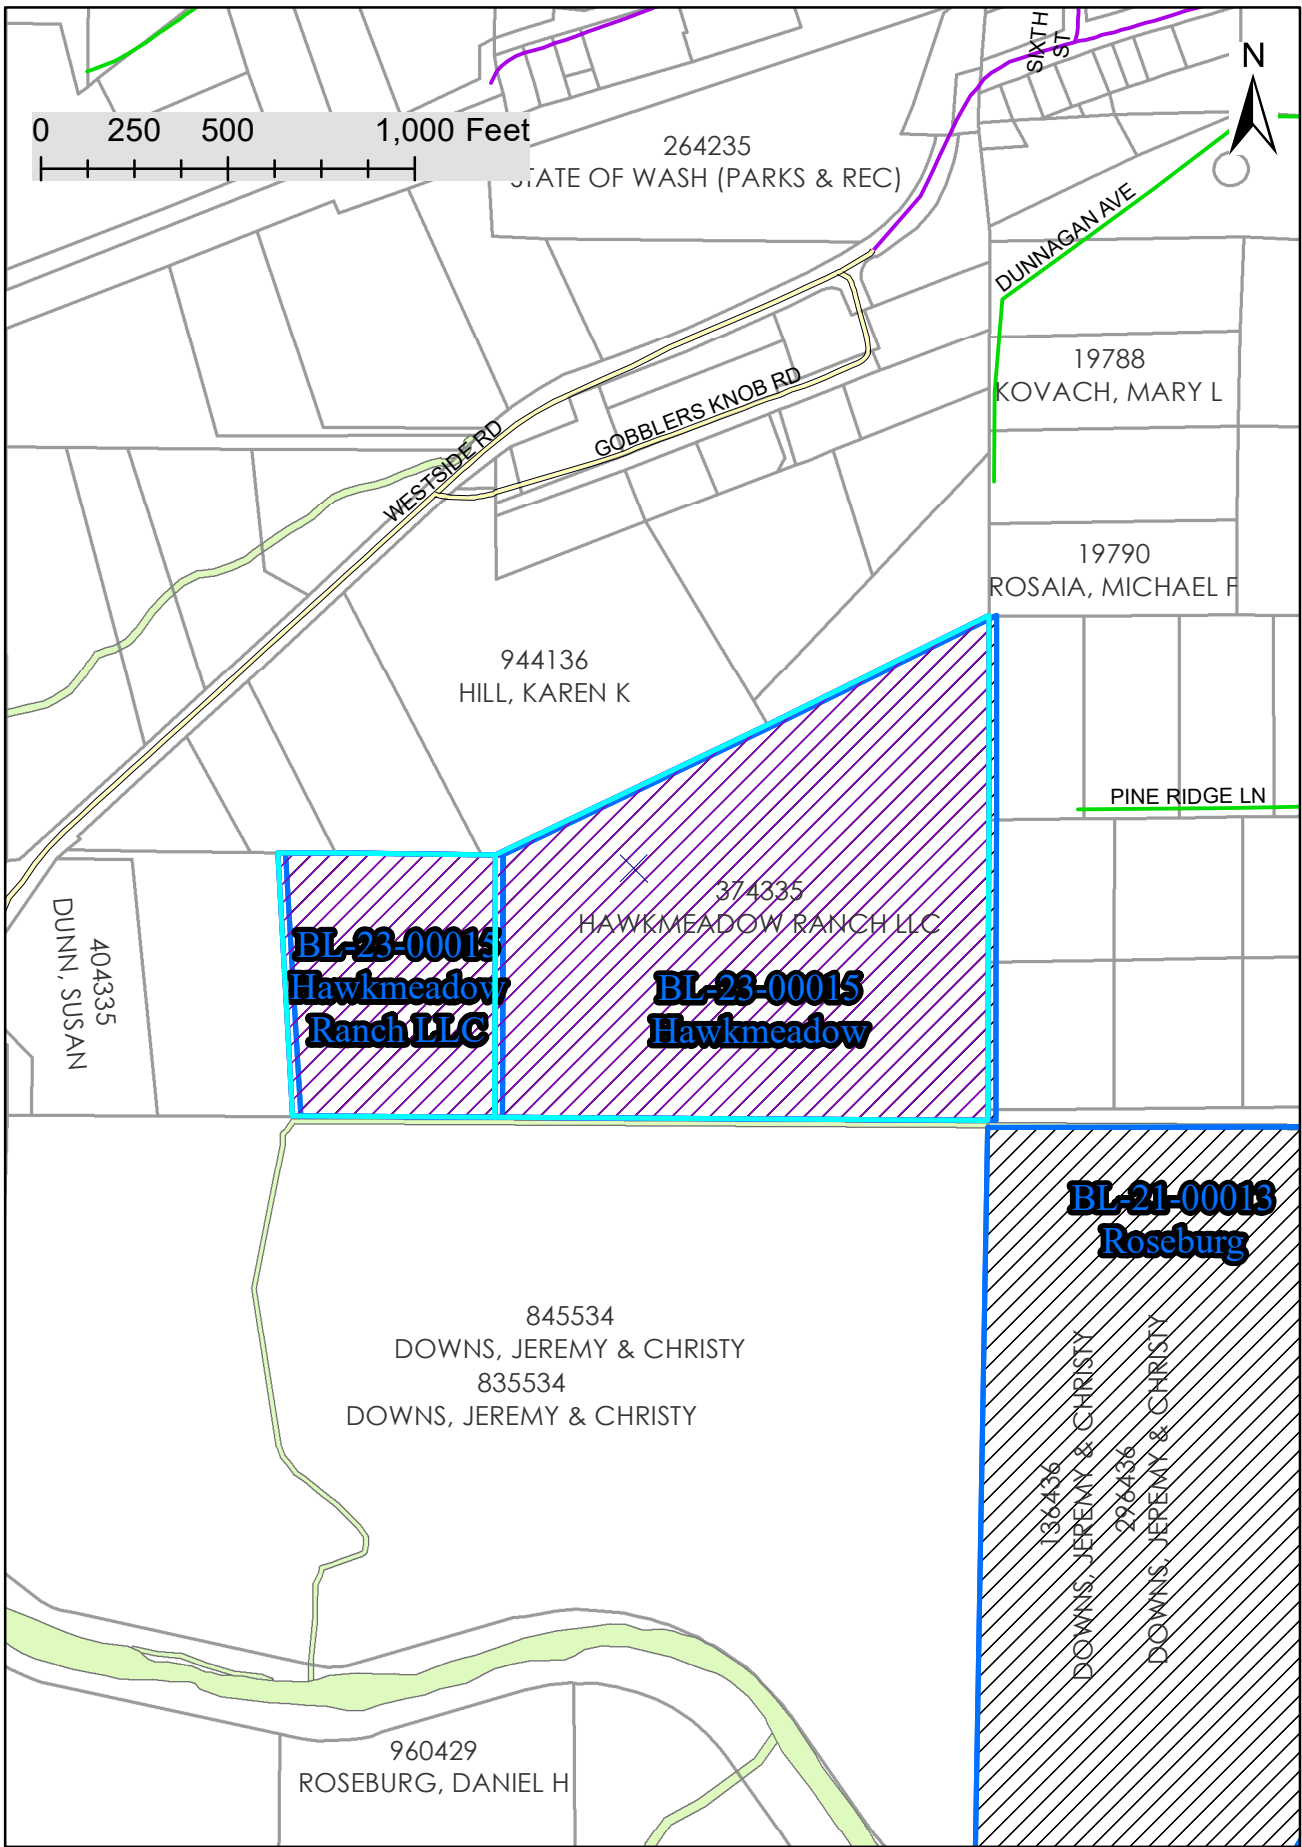 SIXTH
ST
N
0 250 500 1,000 Feet
264235
STATE OF WASH (PARKS & REC)
DUNNAGAN AVE
19788
KOVACH, MARY L
GOBBLERS KNOB RD
WESTSIDE RD
19790
ROSAIA, MICHAEL F
944136
HILL, KAREN K
PINE RIDGE LN
374335
HAWKMEADOW RANCH LLC
404335
DUNN, SUSAN
BL-23-00015
Hawkmeadow
Ranch LLC
BL-23-00015
Hawkmeadow
BL-21-00013
Roseburg
845534
DOWNS, JEREMY & CHRISTY
835534
DOWNS, JEREMY & CHRISTY
136436
DOWNS, JEREMY & CHRISTY
296436
DOWNS, JEREMY & CHRISTY
960429
ROSEBURG, DANIEL H